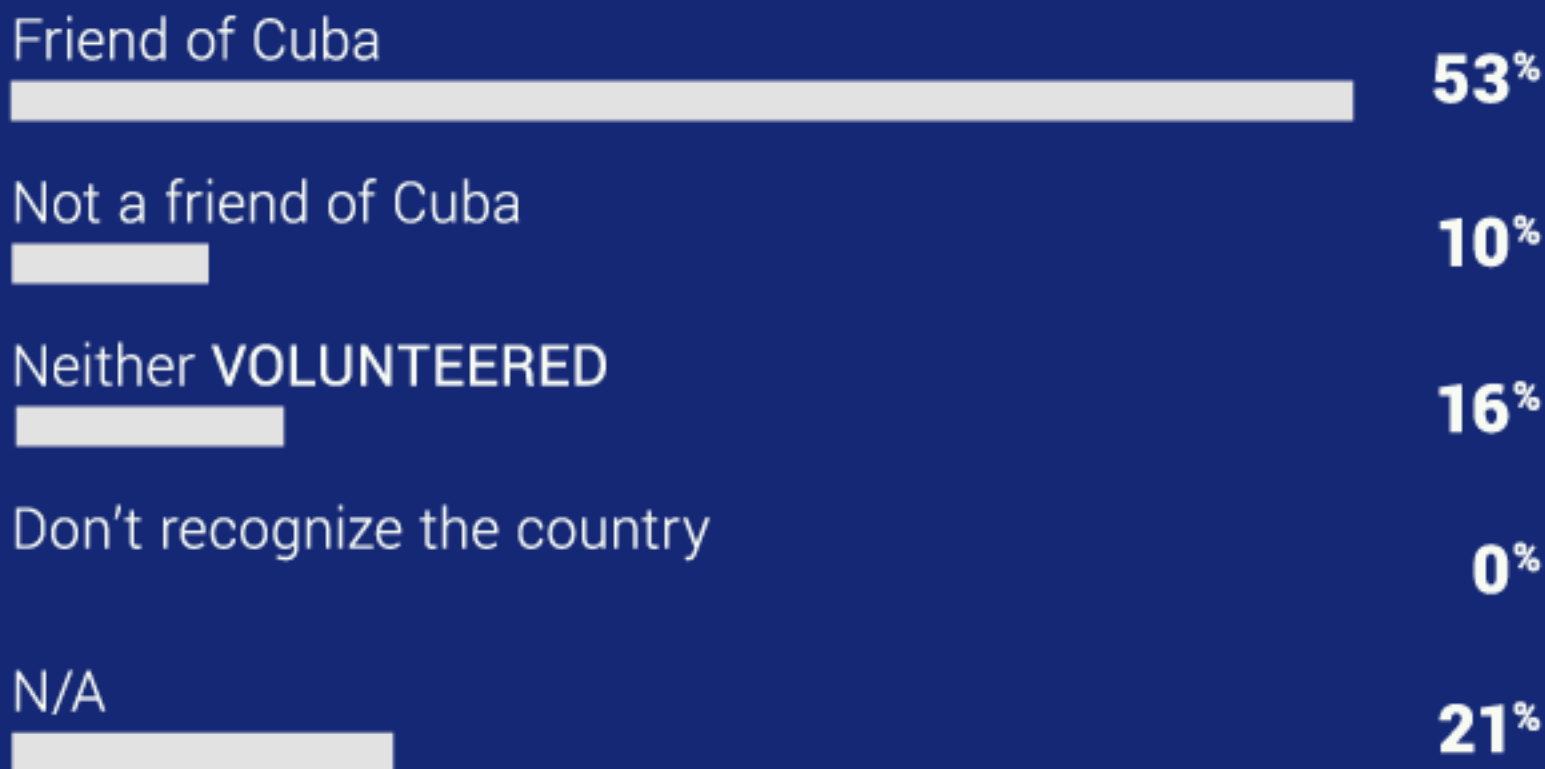 Friend of Cuba
53%
Not a friend of Cuba
10%
Neither VOLUNTEERED
16%
Don't recognize the country
0%
N/A
21%